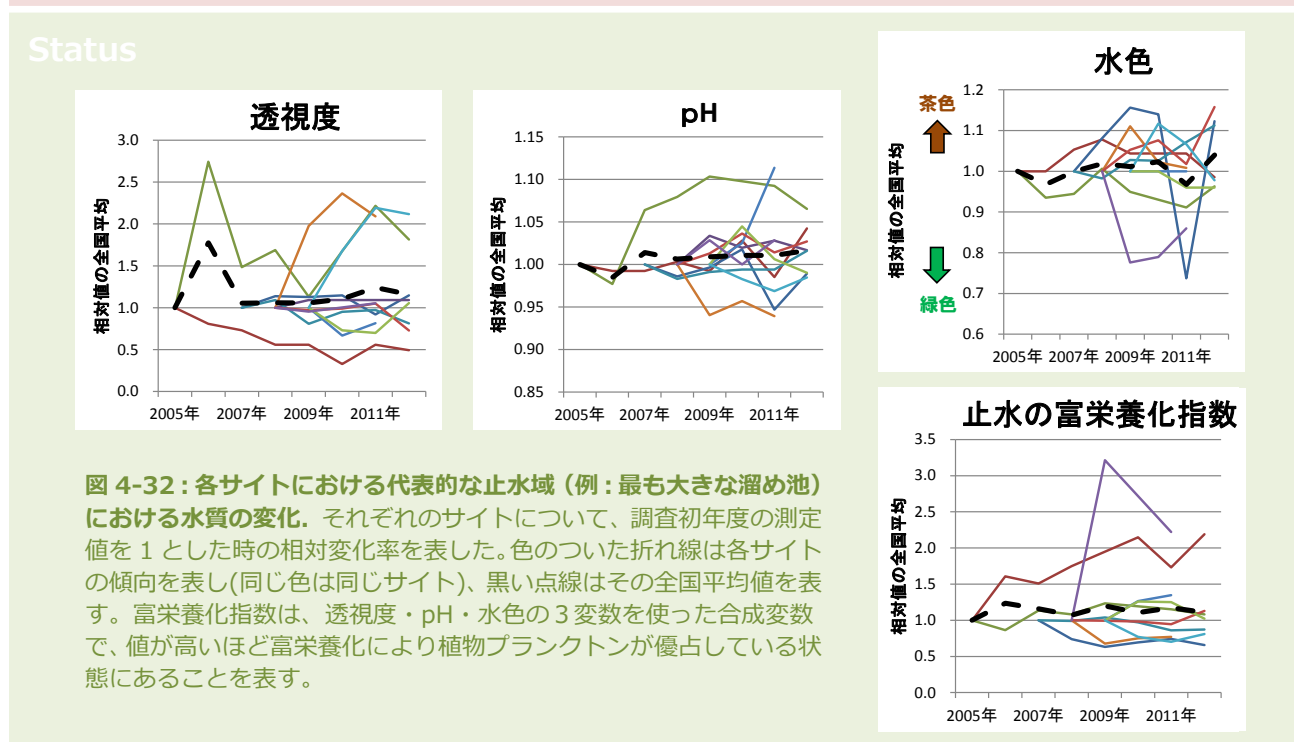 Status
透視度
相対値の全国平均
3.0
2.5
2.0
1.5
1.0
0.5
0.0
2005年 2007年 2009年 2011年
pH
相対値の全国平均
1.15
1.10
1.05
1.00
0.95
0.90
0.85
2005年 2007年 2009年 2011年
水色
茶色
緑色
相対値の全国平均
1.2
1.1
1.0
0.9
0.8
0.7
0.6
2005年 2007年 2009年 2011年
止水の富栄養化指数
相対値の全国平均
3.5
3.0
2.5
2.0
1.5
1.0
0.5
0.0
2005年 2007年 2009年 2011年
図 4-32：各サイトにおける代表的な止水域（例：最も大きな溜め池）
における水質の変化．それぞれのサイトについて、調査初年度の測定
値を 1 とした時の相対変化率を表した。色のついた折れ線は各サイト
の傾向を表し(同じ色は同じサイト)、黒い点線はその全国平均値を表
す。富栄養化指数は、透視度・pH・水色の 3 変数を使った合成変数
で、値が高いほど富栄養化により植物プランクトンが優占している状
態にあることを表す。